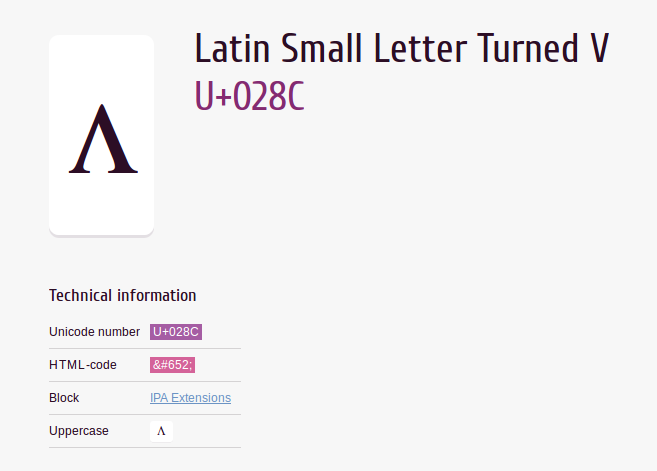 Latin Small Letter Turned V
U+028C
ʌ
Technical information
Unicode number U+028C
HTML-code &#652;
Block IPA Extensions
Uppercase Ʌ